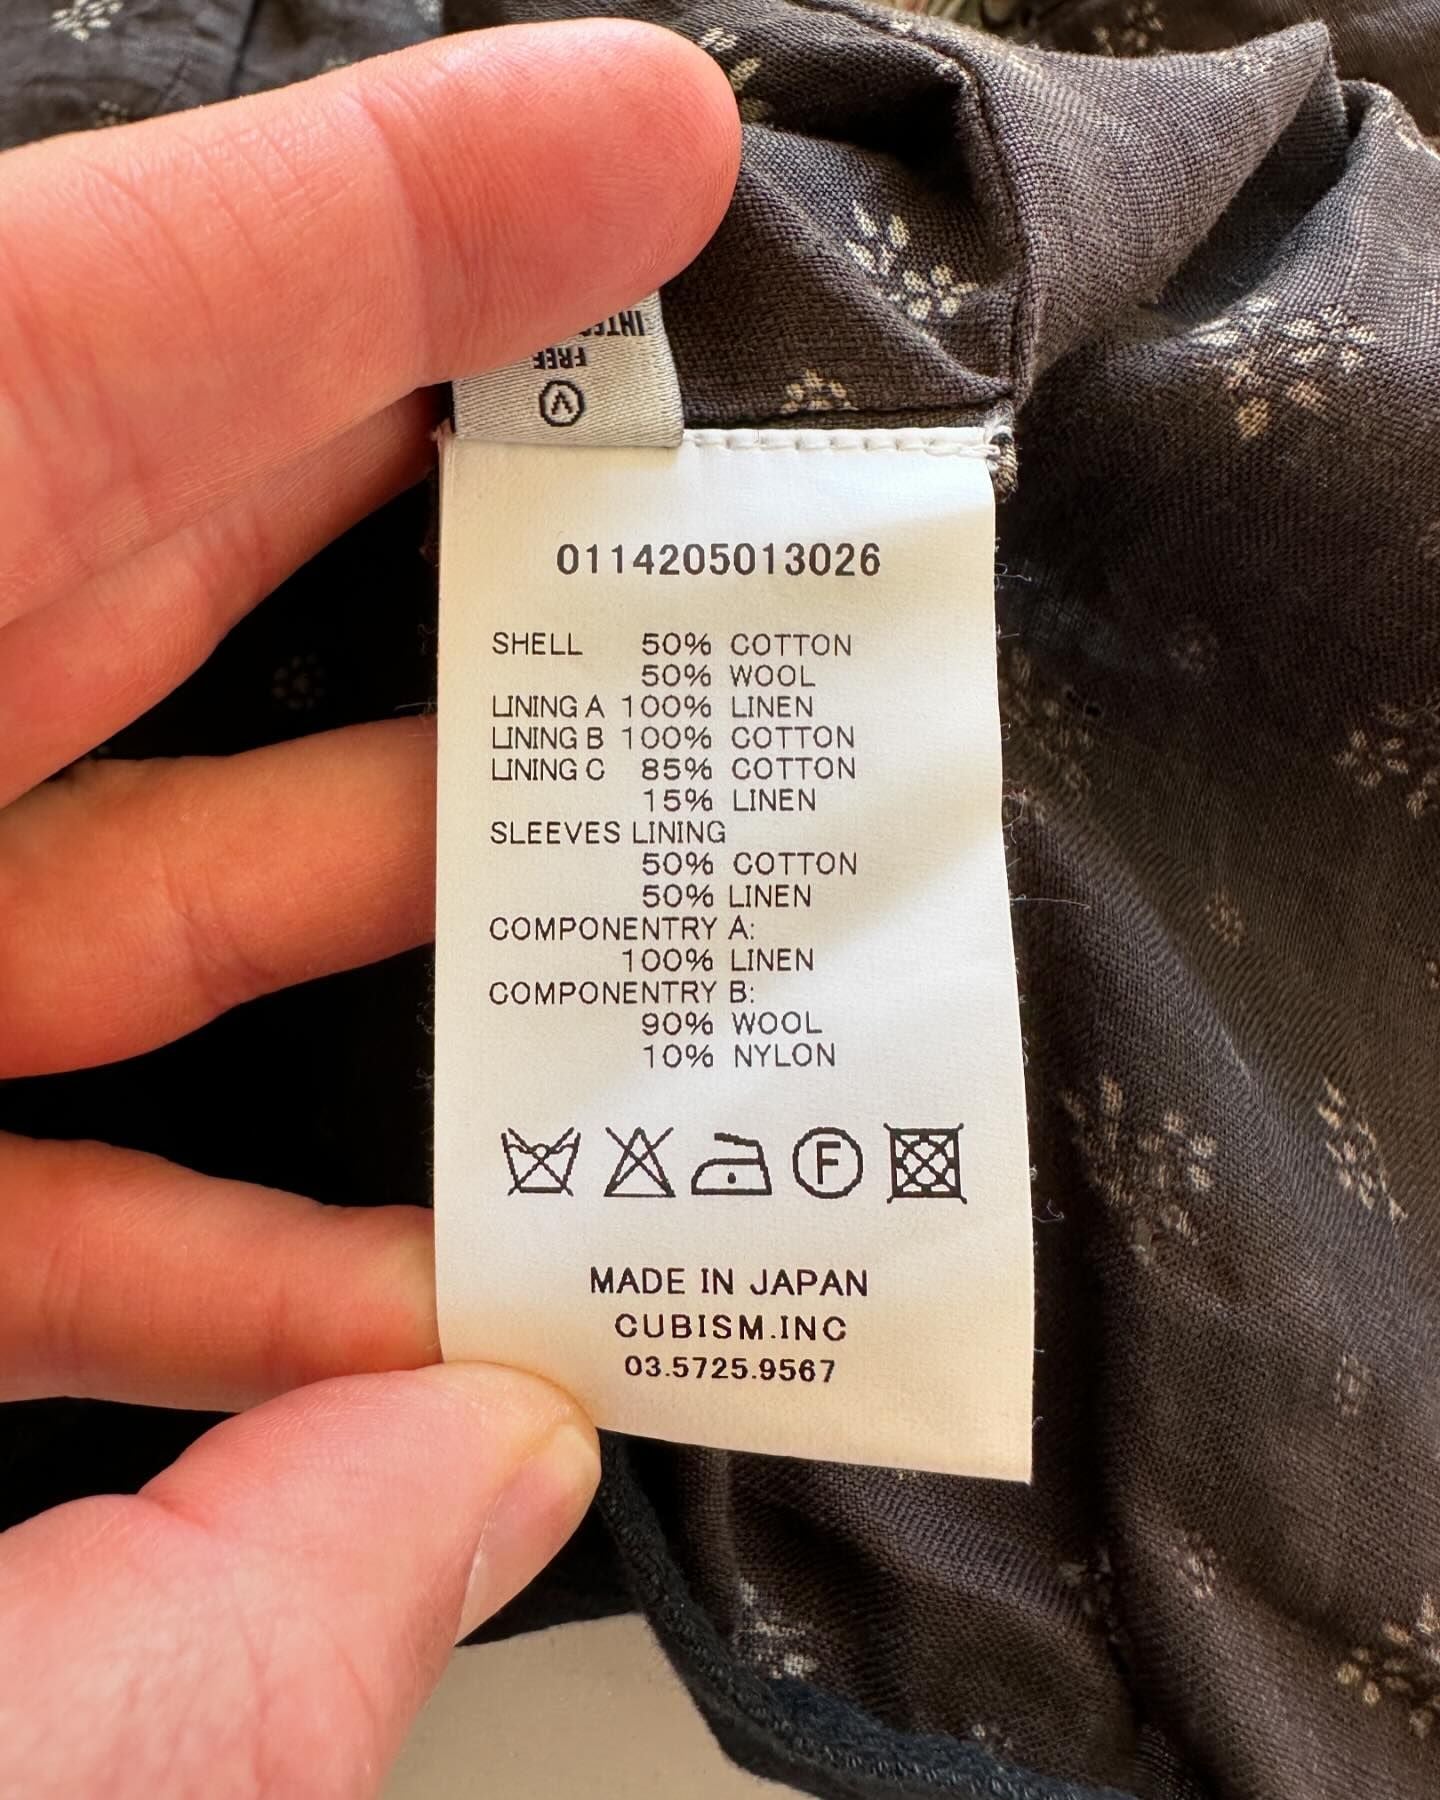 FREE
0114205013026
SHELL 50% COTTON
50% WOOL
LINING A 100% LINEN
LINING B 100% COTTON
LINING C 85% COTTON
15% LINEN
SLEEVES LINING
50% COTTON
50% LINEN
COMPONENTRY A:
100% LINEN
COMPONENTRY B:
90% WOOL
10% NYLON
F
MADE IN JAPAN
CUBISM.INC
03.5725.9567